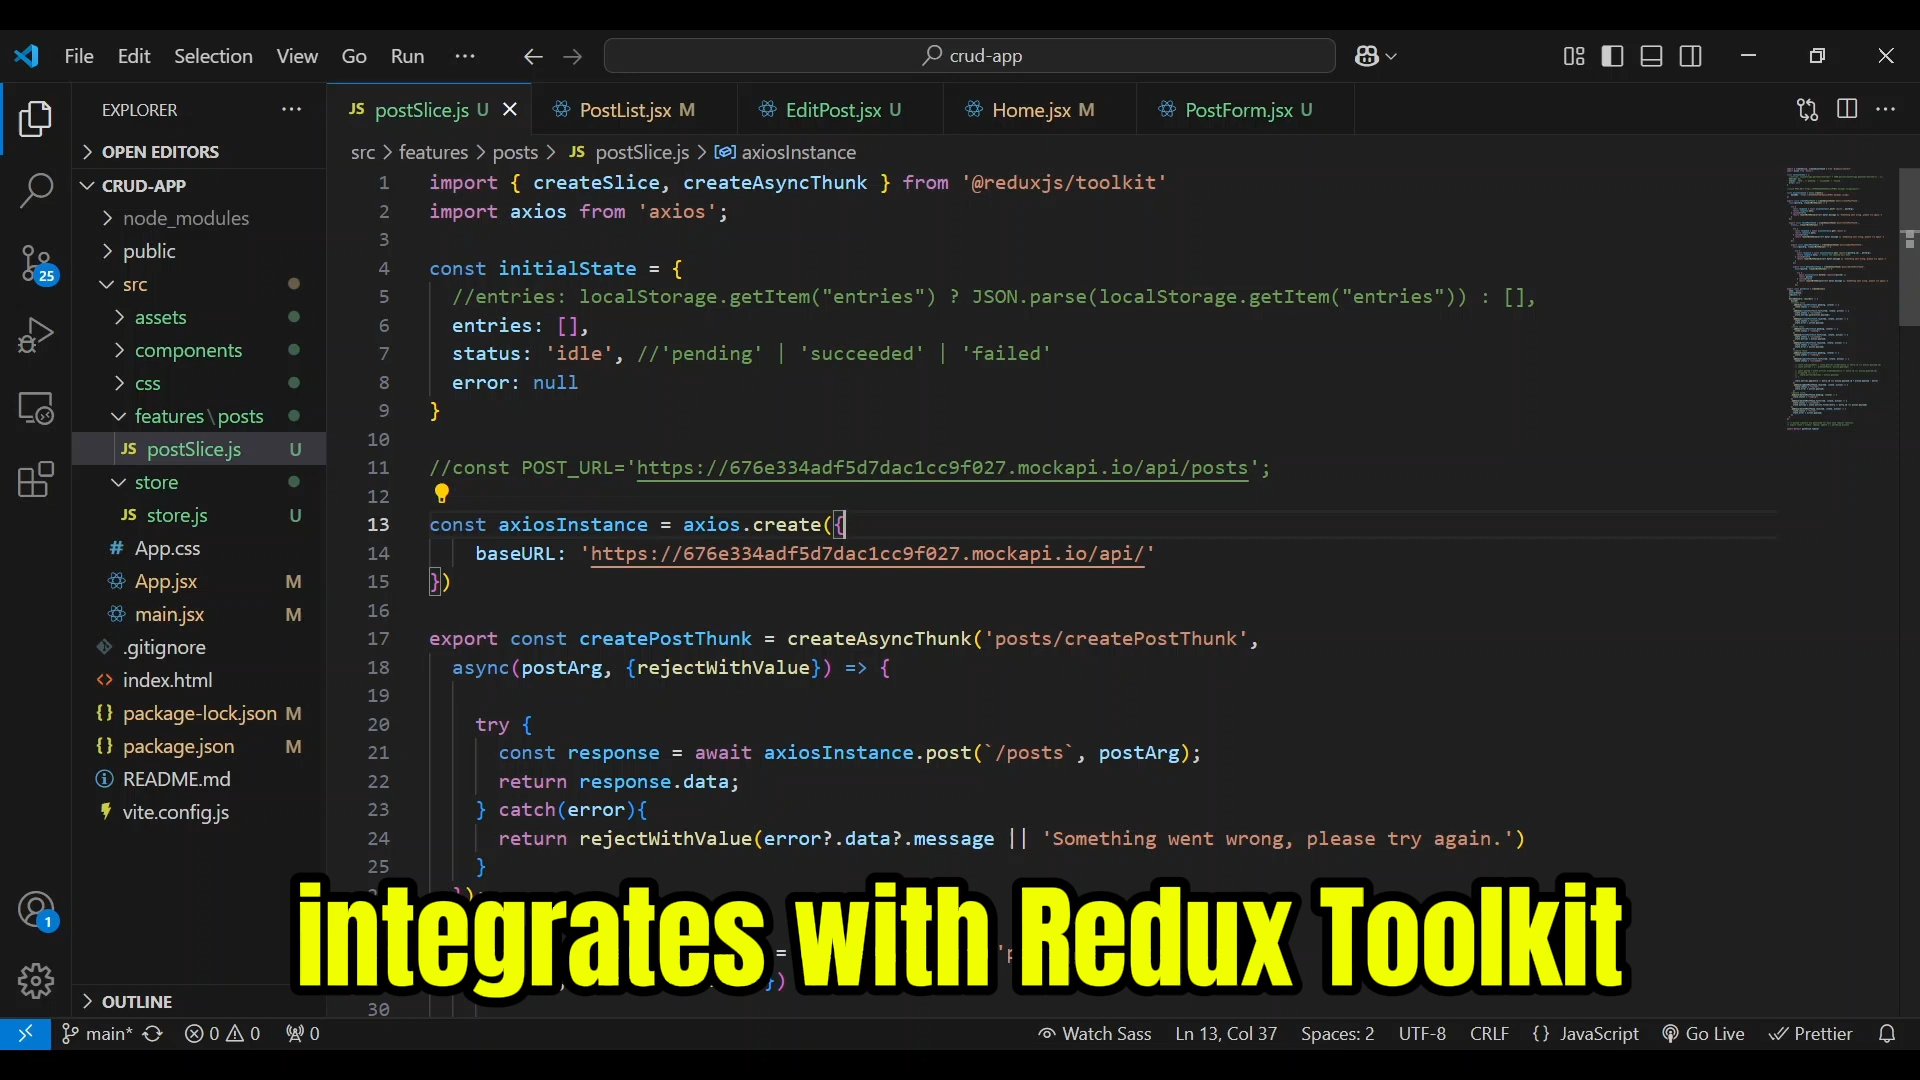 File Edit Selection View Go Run ··· crud-app
EXPLORER ···
OPEN EDITORS
CRUD-APP
node_modules
public
src
assets
components
css
features\posts
JS postSlice.js U
store
JS store.js U
# App.css
App.jsx M
main.jsx M
.gitignore
<> index.html
{} package-lock.json M
{} package.json M
README.md
vite.config.js
OUTLINE
25
1
JS postSlice.js U PostList.jsx M EditPost.jsx U Home.jsx M PostForm.jsx U
src > features > posts > JS postSlice.js > axiosInstance
1 import { createSlice, createAsyncThunk } from '@reduxjs/toolkit'
2 import axios from 'axios';
3
4 const initialState = {
5 //entries: localStorage.getItem("entries") ? JSON.parse(localStorage.getItem("entries")) : [],
6 entries: [],
7 status: 'idle', //'pending' | 'succeeded' | 'failed'
8 error: null
9 }
10
11 //const POST_URL='https://676e334adf5d7dac1cc9f027.mockapi.io/api/posts';
12
13 const axiosInstance = axios.create({
14 baseURL: 'https://676e334adf5d7dac1cc9f027.mockapi.io/api/'
15 })
16
17 export const createPostThunk = createAsyncThunk('posts/createPostThunk',
18 async(postArg, {rejectWithValue}) => {
19
20 try {
21 const response = await axiosInstance.post(`/posts`, postArg);
22 return response.data;
23 } catch(error){
24 return rejectWithValue(error?.data?.message || 'Something went wrong, please try again.')
25 }
integrates with Redux Toolkit
30
main* 0 0 0 Watch Sass Ln 13, Col 37 Spaces: 2 UTF-8 CRLF {} JavaScript Go Live Prettier